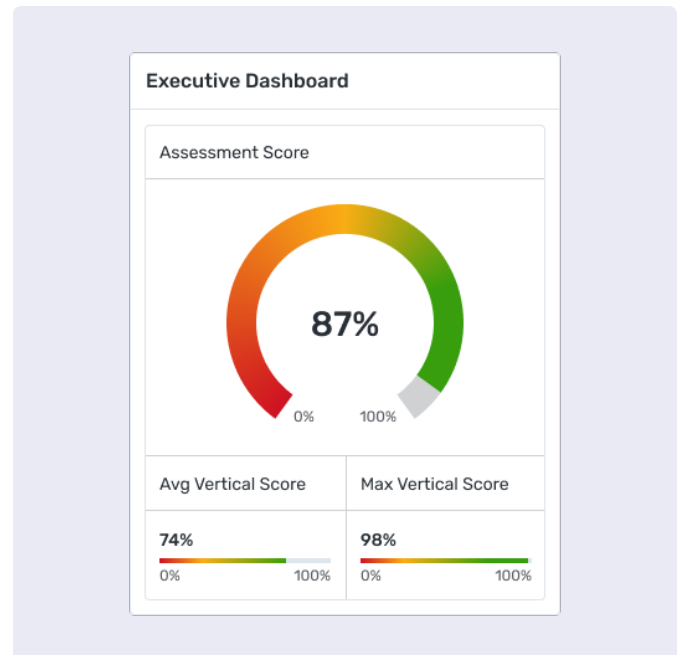 Executive Dashboard
Assessment Score
87%
0% 100%
Avg Vertical Score Max Vertical Score
74% 98%
0% 100% 0% 100%